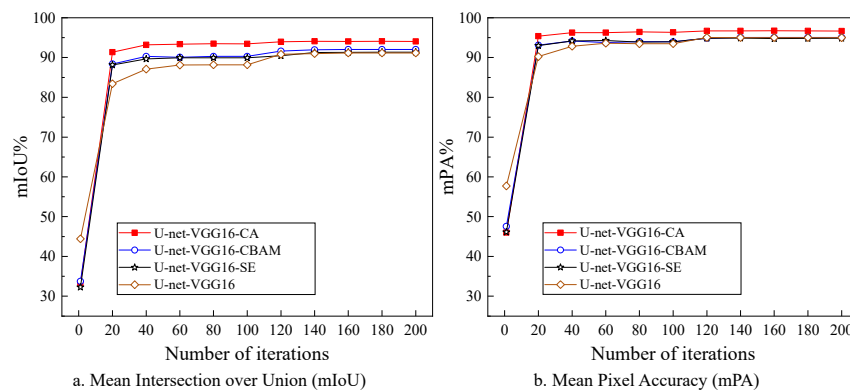 100
90
80
70
60
50
40
30
mIoU%
U-net-VGG16-CA
U-net-VGG16-CBAM
U-net-VGG16-SE
U-net-VGG16
0 20 40 60 80 100 120 140 160 180 200
Number of iterations
a. Mean Intersection over Union (mIoU)
100
90
80
70
60
50
40
30
mPA%
U-net-VGG16-CA
U-net-VGG16-CBAM
U-net-VGG16-SE
U-net-VGG16
0 20 40 60 80 100 120 140 160 180 200
Number of iterations
b. Mean Pixel Accuracy (mPA)